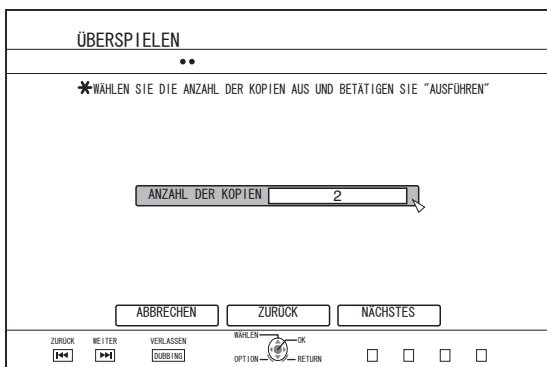 ÜBERSPIELEN
✱WÄHLEN SIE DIE ANZAHL DER KOPIEN AUS UND BETÄTIGEN SIE "AUSFÜHREN"
ANZAHL DER KOPIEN 2
ABBRECHEN ZURÜCK NÄCHSTES
ZURÜCK WEITER VERLASSEN WÄHLEN OK
DUBBING OPTION RETURN